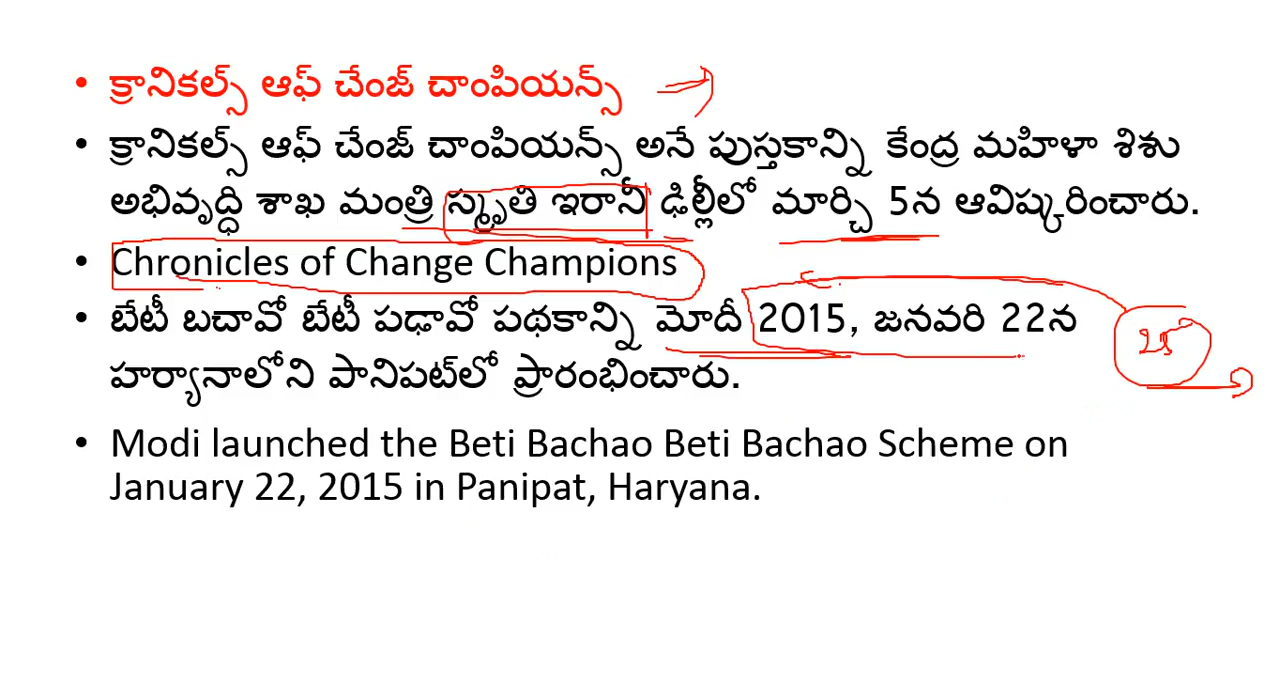 • క్రానికల్స్ ఆఫ్ చేంజ్ చాంపియన్స్
• క్రానికల్స్ ఆఫ్ చేంజ్ చాంపియన్స్ అనే పుస్తకాన్ని కేంద్ర మహిళా శిశు
అభివృద్ధి శాఖ మంత్రి స్మృతి ఇరానీ ఢిల్లీలో మార్చి 5న ఆవిష్కరించారు.
• Chronicles of Change Champions
• బేటీ బచావో బేటీ పఢావో పథకాన్ని మోదీ 2015, జనవరి 22న
హర్యానాలోని పానిపట్‌లో ప్రారంభించారు.
• Modi launched the Beti Bachao Beti Bachao Scheme on
January 22, 2015 in Panipat, Haryana.